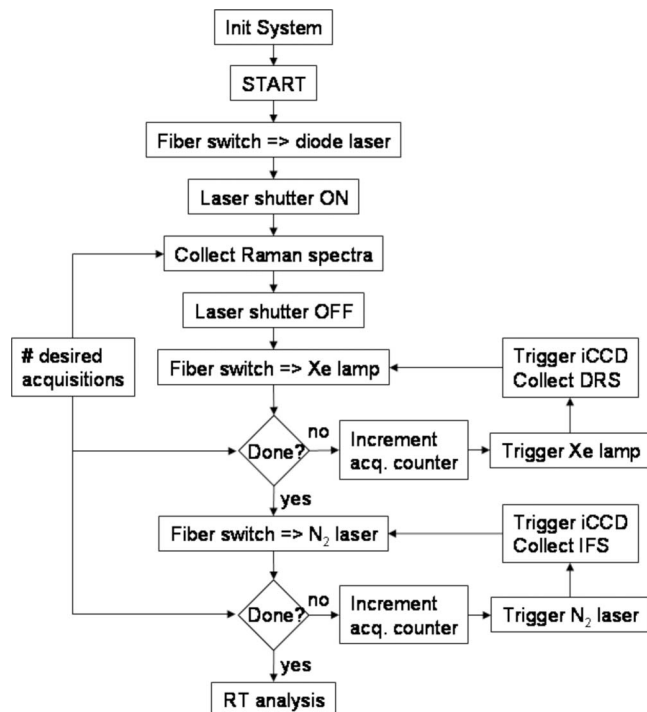 Init System
START
Fiber switch => diode laser
Laser shutter ON
Collect Raman spectra
Laser shutter OFF
# desired
acquisitions
Fiber switch => Xe lamp
Trigger iCCD
Collect DRS
Done?
no
Increment
acq. counter
Trigger Xe lamp
yes
Fiber switch => N₂ laser
Trigger iCCD
Collect IFS
Done?
no
Increment
acq. counter
Trigger N₂ laser
yes
RT analysis